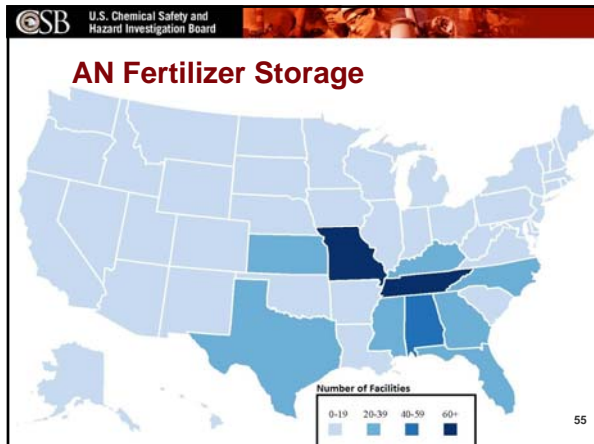 CSB U.S. Chemical Safety and
Hazard Investigation Board
AN Fertilizer Storage
Number of Facilities
0-19 20-39 40-59 60+
55